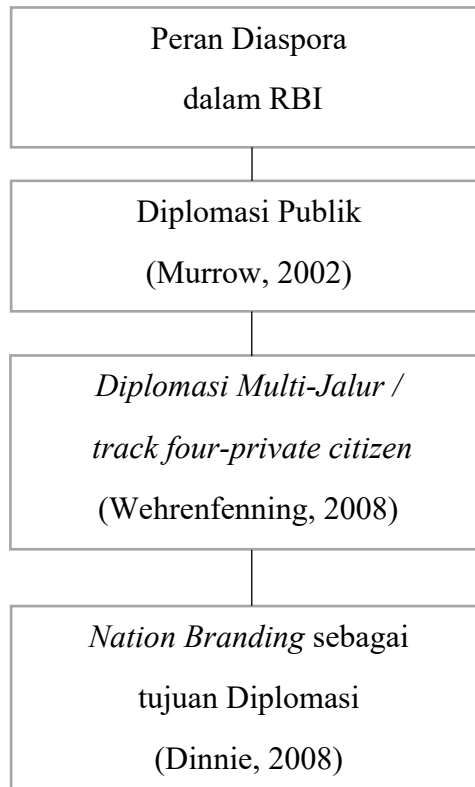 Peran Diaspora
dalam RBI
Diplomasi Publik
(Murrow, 2002)
Diplomasi Multi-Jalur /
track four-private citizen
(Wehrenfenning, 2008)
Nation Branding sebagai
tujuan Diplomasi
(Dinnie, 2008)